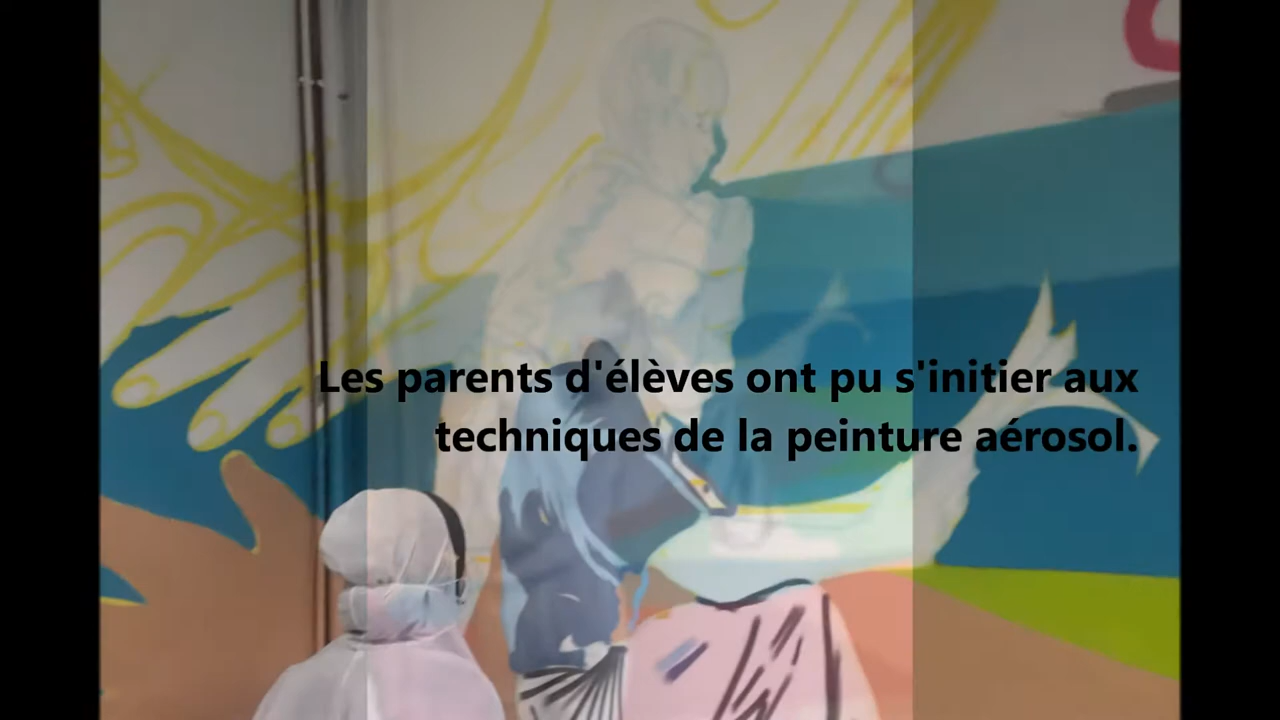 Les parents d'élèves ont pu s'initier aux
techniques de la peinture aérosol.